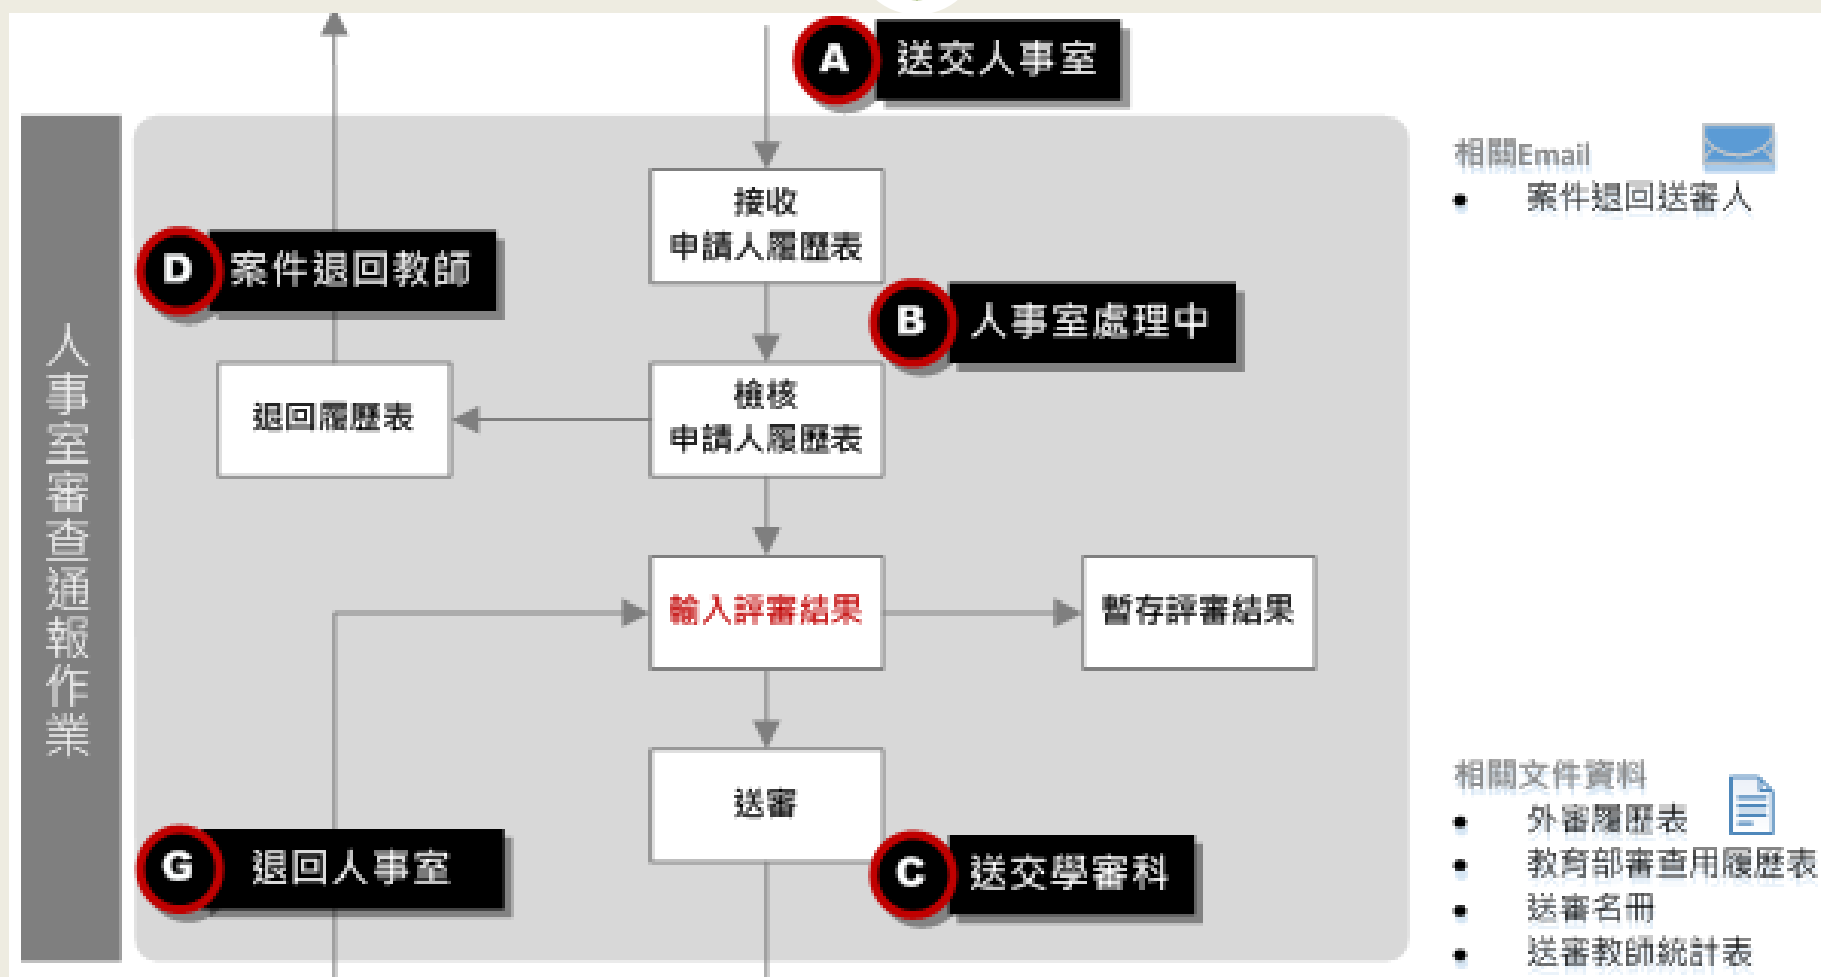 A 送交人事室
人事室審查通報作業
接收
申請人履歷表
D 案件退回教師
B 人事室處理中
退回履歷表
檢核
申請人履歷表
輸入評審結果
暫存評審結果
送審
G 退回人事室
C 送交學審科
相關Email
• 案件退回送審人
相關文件資料
• 外審履歷表
• 教育部審查用履歷表
• 送審名冊
• 送審教師統計表